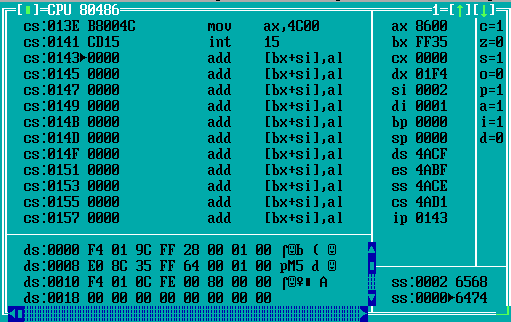 [▪]=CPU 80486 1=[↑][↓]
cs:013E B8004C mov ax,4C00
cs:0141 CD15 int 15
cs:0143▶0000 add [bx+si],al
cs:0145 0000 add [bx+si],al
cs:0147 0000 add [bx+si],al
cs:0149 0000 add [bx+si],al
cs:014B 0000 add [bx+si],al
cs:014D 0000 add [bx+si],al
cs:014F 0000 add [bx+si],al
cs:0151 0000 add [bx+si],al
cs:0153 0000 add [bx+si],al
cs:0155 0000 add [bx+si],al
cs:0157 0000 add [bx+si],al
ax 8600 c=1
bx FF35 z=0
cx 0000 s=1
dx 01F4 o=0
si 0002 p=1
di 0001 a=1
bp 0000 i=1
sp 0000 d=0
ds 4ACF
es 4ABF
ss 4ACE
cs 4AD1
ip 0143
ds:0000 F4 01 9C FF 28 00 01 00 ⌠☺b ( ☺
ds:0008 E0 8C 35 FF 64 00 01 00 рМ5 d ☺
ds:0010 F4 01 0C FE 00 80 00 00 ⌠☺♀▪ А
ds:0018 00 00 00 00 00 00 00 00
ss:0002 6568
ss:0000▶6474